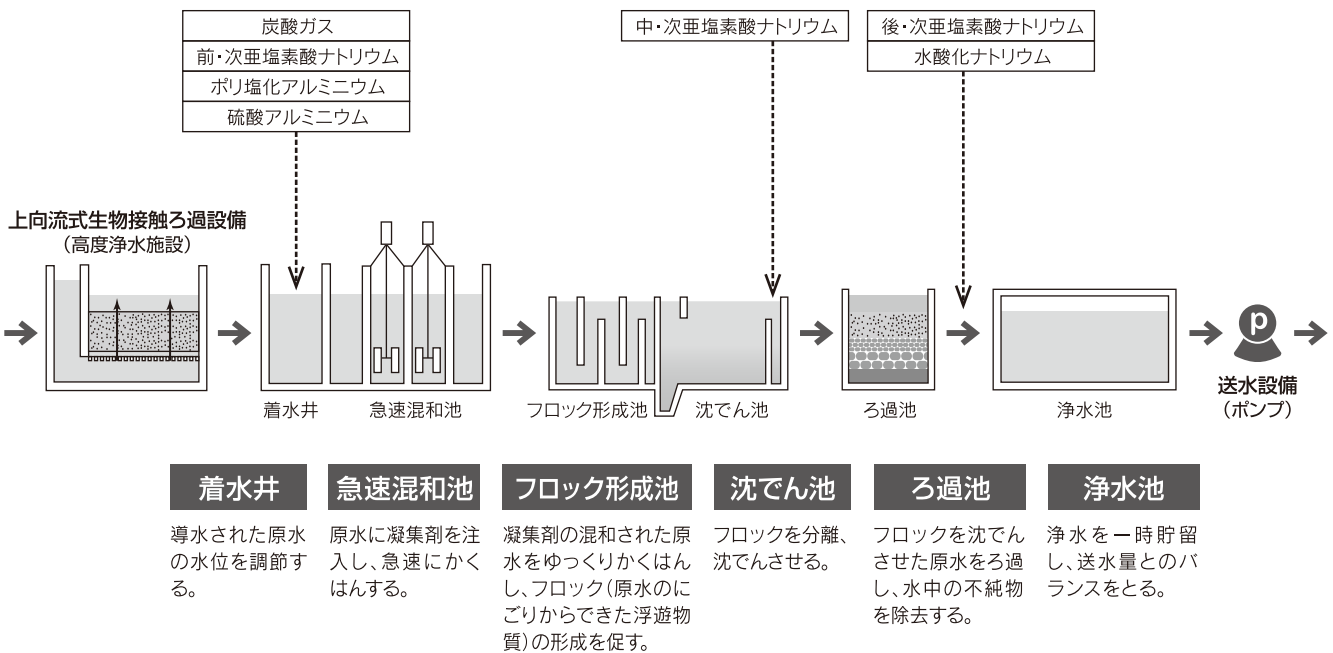 炭酸ガス
前・次亜塩素酸ナトリウム
ポリ塩化アルミニウム
硫酸アルミニウム
中・次亜塩素酸ナトリウム
後・次亜塩素酸ナトリウム
水酸化ナトリウム
上向流式生物接触ろ過設備
（高度浄水施設）
着水井
急速混和池
フロック形成池
沈でん池
ろ過池
浄水池
p
送水設備
（ポンプ）
着水井
導水された原水
の水位を調節す
る。
急速混和池
原水に凝集剤を注
入し、急速にかく
はんする。
フロック形成池
凝集剤の混和された原
水をゆっくりかくはん
し、フロック（原水のに
ごりからできた浮遊物
質）の形成を促す。
沈でん池
フロックを分離、
沈でんさせる。
ろ過池
フロックを沈でん
させた原水をろ過
し、水中の不純物
を除去する。
浄水池
浄水を一時貯留
し、送水量とのバ
ランスをとる。